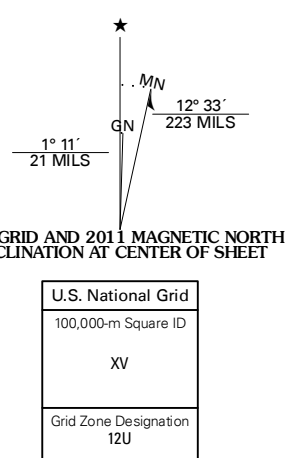 ★
MN
12° 33´
223 MILS
GN
1° 11´
21 MILS
GRID AND 2011 MAGNETIC NORTH
CLINATION AT CENTER OF SHEET
U.S. National Grid
100,000-m Square ID
XV
Grid Zone Designation
12U